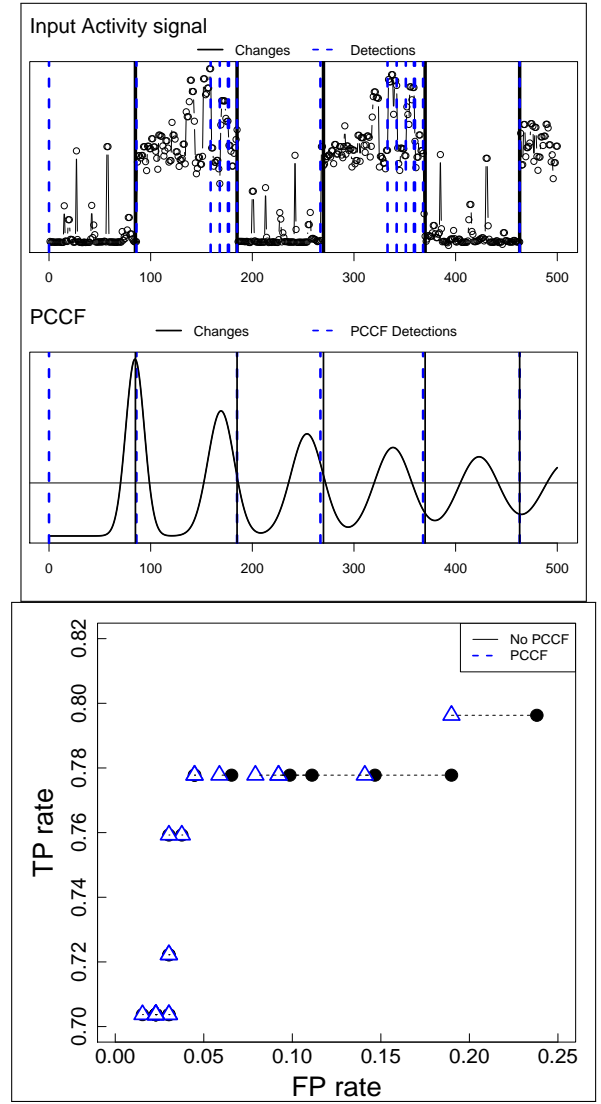 Input Activity signal
Changes Detections
0 100 200 300 400 500
PCCF
Changes PCCF Detections
0 100 200 300 400 500
No PCCF
PCCF
0.82
0.80
0.78
0.76
0.74
0.72
0.70
TP rate
0.00 0.05 0.10 0.15 0.20 0.25
FP rate